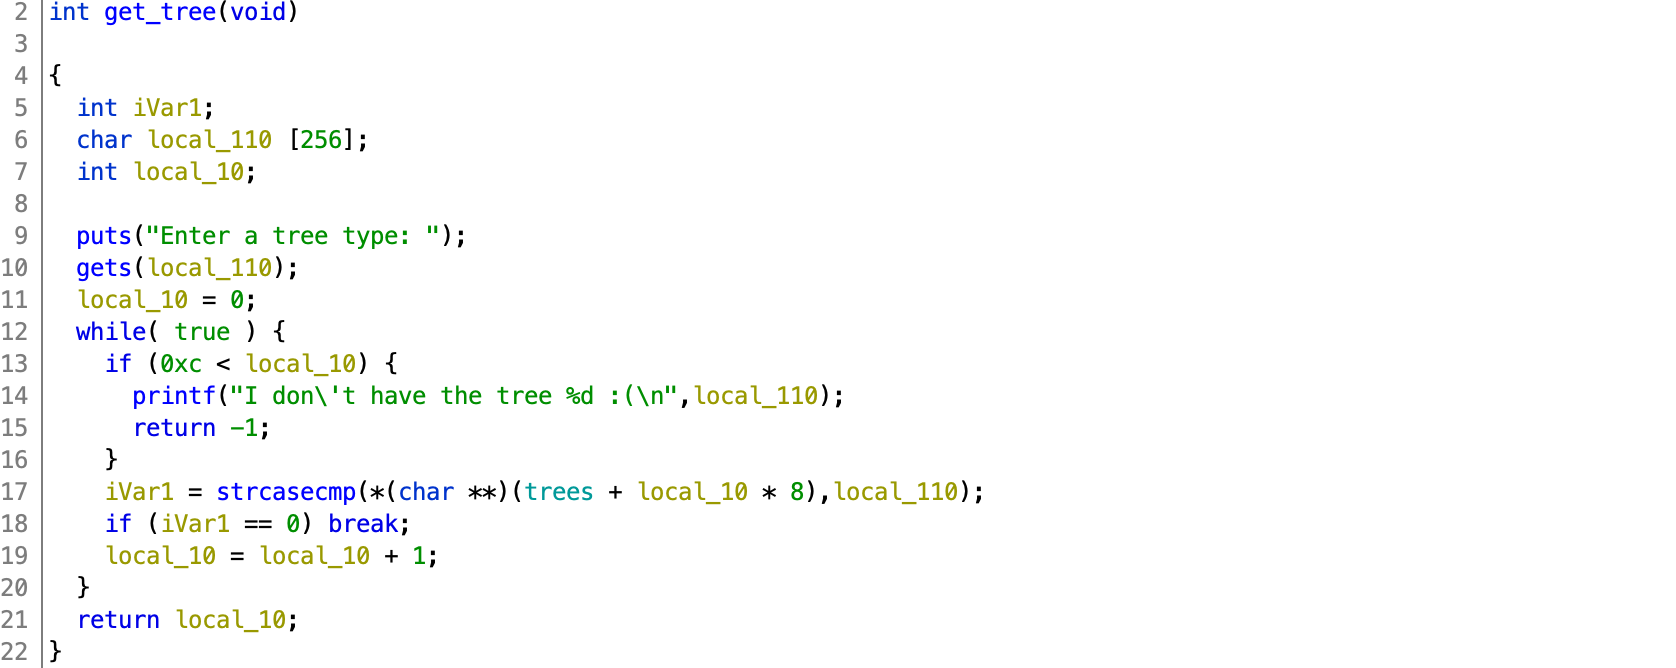 2 int get_tree(void)
3
4 {
5 int iVar1;
6 char local_110 [256];
7 int local_10;
8
9 puts("Enter a tree type: ");
10 gets(local_110);
11 local_10 = 0;
12 while( true ) {
13 if (0xc < local_10) {
14 printf("I don\'t have the tree %d :(\n",local_110);
15 return -1;
16 }
17 iVar1 = strcasecmp(*(char **)(trees + local_10 * 8),local_110);
18 if (iVar1 == 0) break;
19 local_10 = local_10 + 1;
20 }
21 return local_10;
22 }